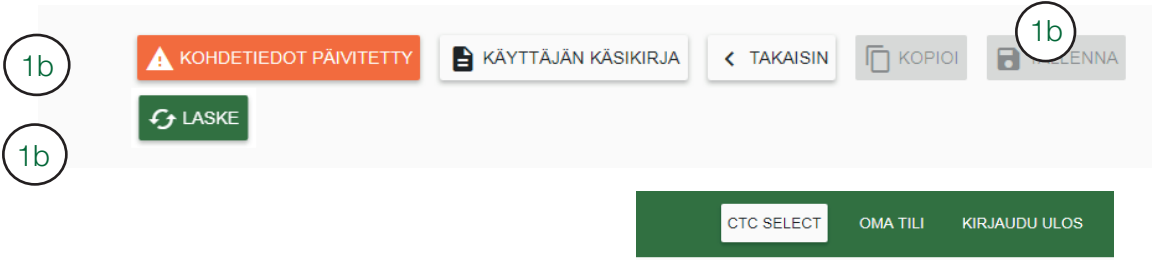 1b
1b KOHDETIEDOT PÄIVITETTY KÄYTTÄJÄN KÄSIKIRJA TAKAISIN KOPIOI
LASKE
1b
CTC SELECT OMA TILI KIRJAUDU ULOS